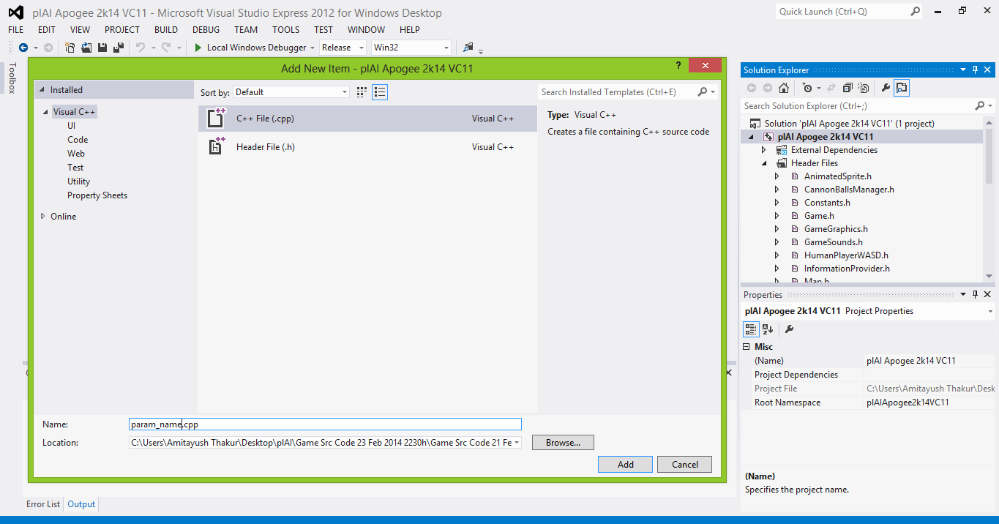 pIAI Apogee 2k14 VC11 - Microsoft Visual Studio Express 2012 for Windows Desktop
Quick Launch (Ctrl+Q)
FILE EDIT VIEW PROJECT BUILD DEBUG TEAM TOOLS TEST WINDOW HELP
Local Windows Debugger Release Win32
Toolbox
Add New Item - pIAI Apogee 2k14 VC11
?
Installed
Sort by: Default
Search Installed Templates (Ctrl+E)
Visual C++
UI
Code
Web
Test
Utility
Property Sheets
Online
C++ File (.cpp) Visual C++
Header File (.h) Visual C++
Type: Visual C++
Creates a file containing C++ source code
Name: param_name.cpp
Location: C:\Users\Amitayush Thakur\Desktop\pIAI\Game Src Code 23 Feb 2014 2230h\Game Src Code 21 Fe
Browse...
Add Cancel
Error List Output
Solution Explorer
Search Solution Explorer (Ctrl+;)
Solution 'pIAI Apogee 2k14 VC11' (1 project)
pIAI Apogee 2k14 VC11
External Dependencies
Header Files
AnimatedSprite.h
CannonBallsManager.h
Constants.h
Game.h
GameGraphics.h
GameSounds.h
HumanPlayerWASD.h
InformationProvider.h
Map.h
Properties
pIAI Apogee 2k14 VC11 Project Properties
Misc
(Name) pIAI Apogee 2k14 VC11
Project Dependencies
Project File C:\Users\Amitayush Thakur\Desk
Root Namespace pIAIApogee2k14VC11
(Name)
Specifies the project name.